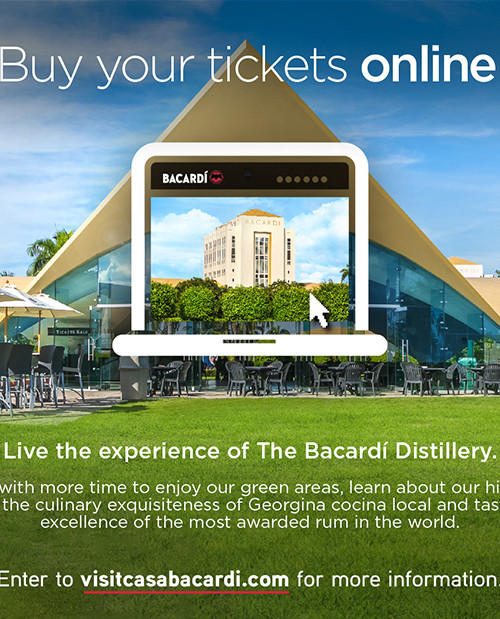 Buy your tickets online
BACARDÍ
BACARDÍ
Live the experience of The Bacardí Distillery.
with more time to enjoy our green areas, learn about our hi
the culinary exquisiteness of Georgina cocina local and tas
excellence of the most awarded rum in the world.
Enter to visitcasabacardi.com for more information.